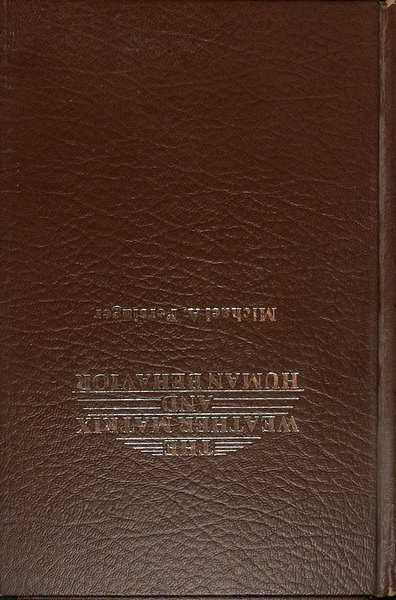 THE
WEATHER MATRIX
AND
HUMAN BEHAVIOR
Michael A. Persinger